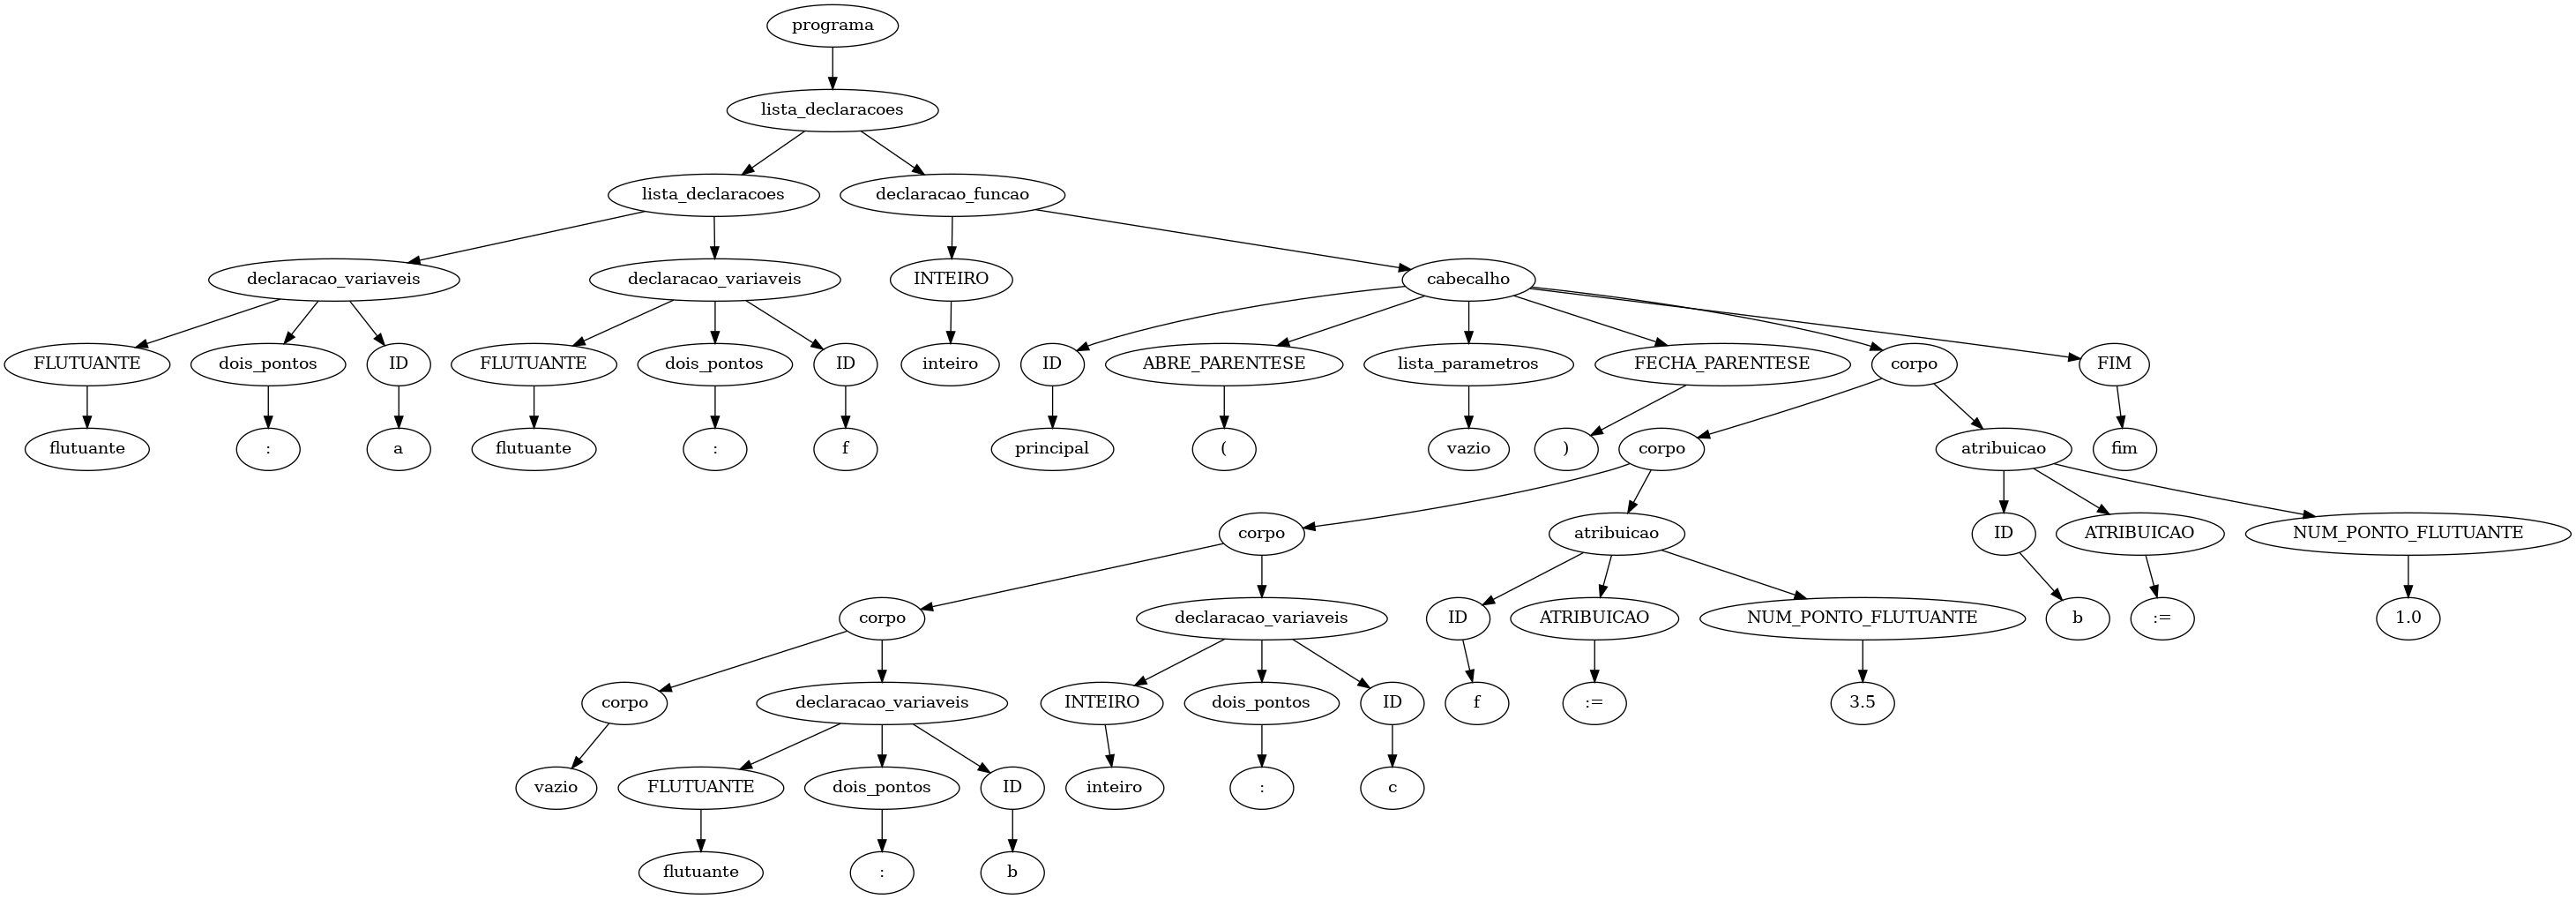 programa
lista_declaracoes
lista_declaracoes
declaracao_funcao
declaracao_variaveis
declaracao_variaveis
INTEIRO
cabecalho
FLUTUANTE
dois_pontos
ID
FLUTUANTE
dois_pontos
ID
inteiro
ID
ABRE_PARENTESE
lista_parametros
FECHA_PARENTESE
corpo
FIM
flutuante
:
a
flutuante
:
f
principal
(
vazio
)
corpo
atribuicao
fim
corpo
atribuicao
ID
ATRIBUICAO
NUM_PONTO_FLUTUANTE
corpo
declaracao_variaveis
ID
ATRIBUICAO
NUM_PONTO_FLUTUANTE
b
:=
1.0
corpo
declaracao_variaveis
INTEIRO
dois_pontos
ID
f
:=
3.5
vazio
FLUTUANTE
dois_pontos
ID
inteiro
:
c
flutuante
:
b